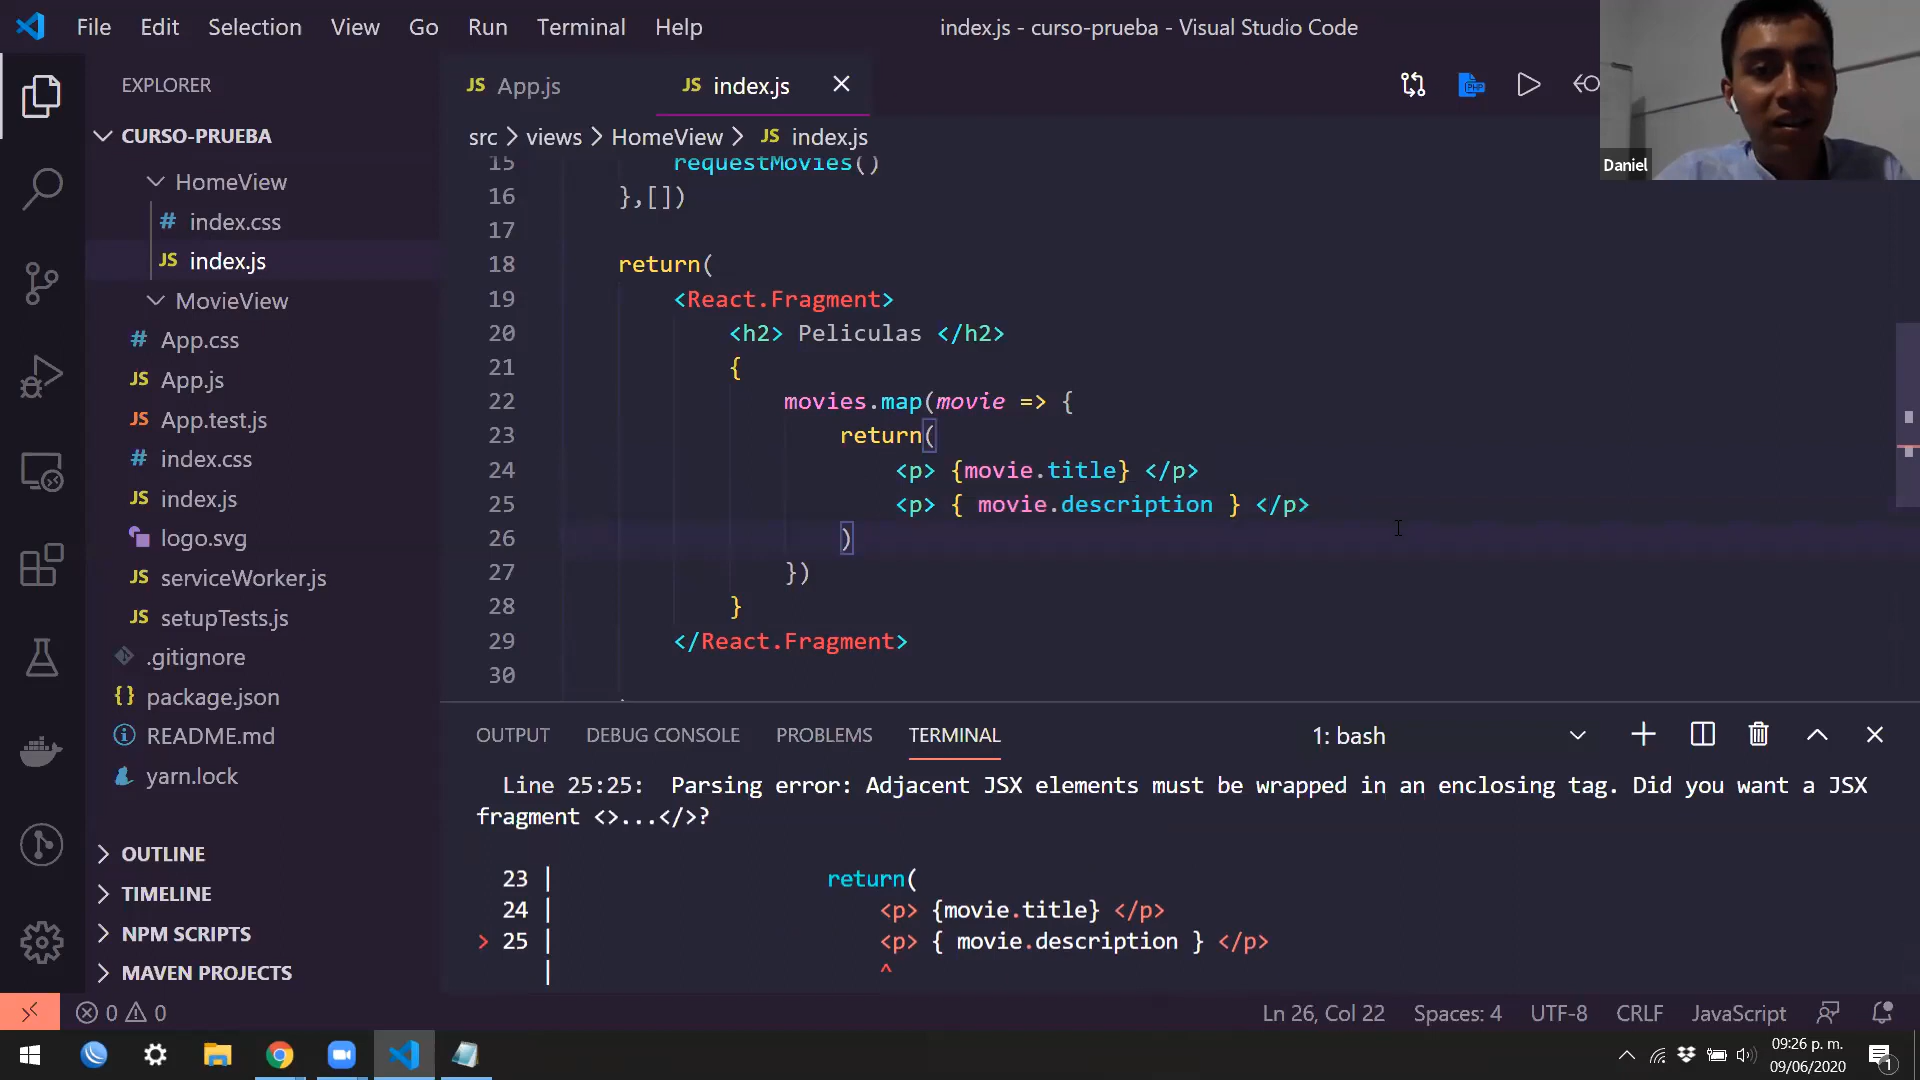 File Edit Selection View Go Run Terminal Help
index.js - curso-prueba - Visual Studio Code
Daniel
EXPLORER
CURSO-PRUEBA
HomeView
# index.css
JS index.js
MovieView
# App.css
JS App.js
JS App.test.js
# index.css
JS index.js
logo.svg
JS serviceWorker.js
JS setupTests.js
.gitignore
{} package.json
README.md
yarn.lock
OUTLINE
TIMELINE
NPM SCRIPTS
MAVEN PROJECTS
JS App.js
JS index.js
PHP
src > views > HomeView > JS index.js
15 requestMovies()
16 },[])
17
18 return(
19 <React.Fragment>
20 <h2> Peliculas </h2>
21 {
22 movies.map(movie => {
23 return(
24 <p> {movie.title} </p>
25 <p> { movie.description } </p>
26 )
27 })
28 }
29 </React.Fragment>
30
OUTPUT DEBUG CONSOLE PROBLEMS TERMINAL
1: bash
Line 25:25: Parsing error: Adjacent JSX elements must be wrapped in an enclosing tag. Did you want a JSX
fragment <>...</>?
23 | return(
24 | <p> {movie.title} </p>
> 25 | <p> { movie.description } </p>
| ^
0 0
Ln 26, Col 22 Spaces: 4 UTF-8 CRLF JavaScript
09:26 p. m.
09/06/2020
1